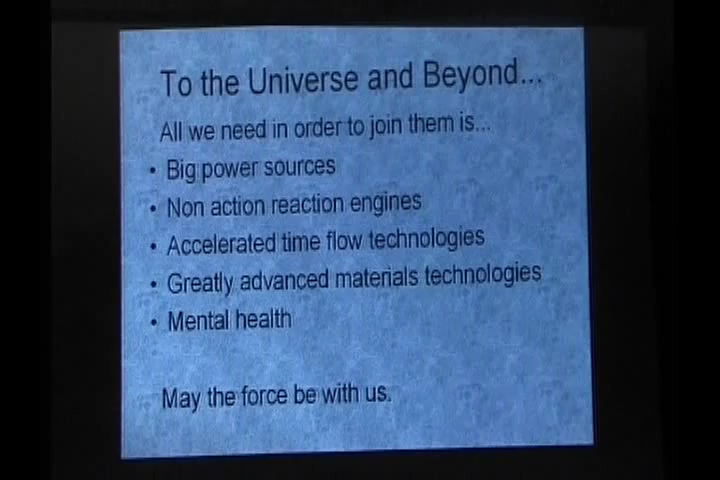 To the Universe and Beyond...
All we need in order to join them is...
• Big power sources
• Non action reaction engines
• Accelerated time flow technologies
• Greatly advanced materials technologies
• Mental health
May the force be with us.